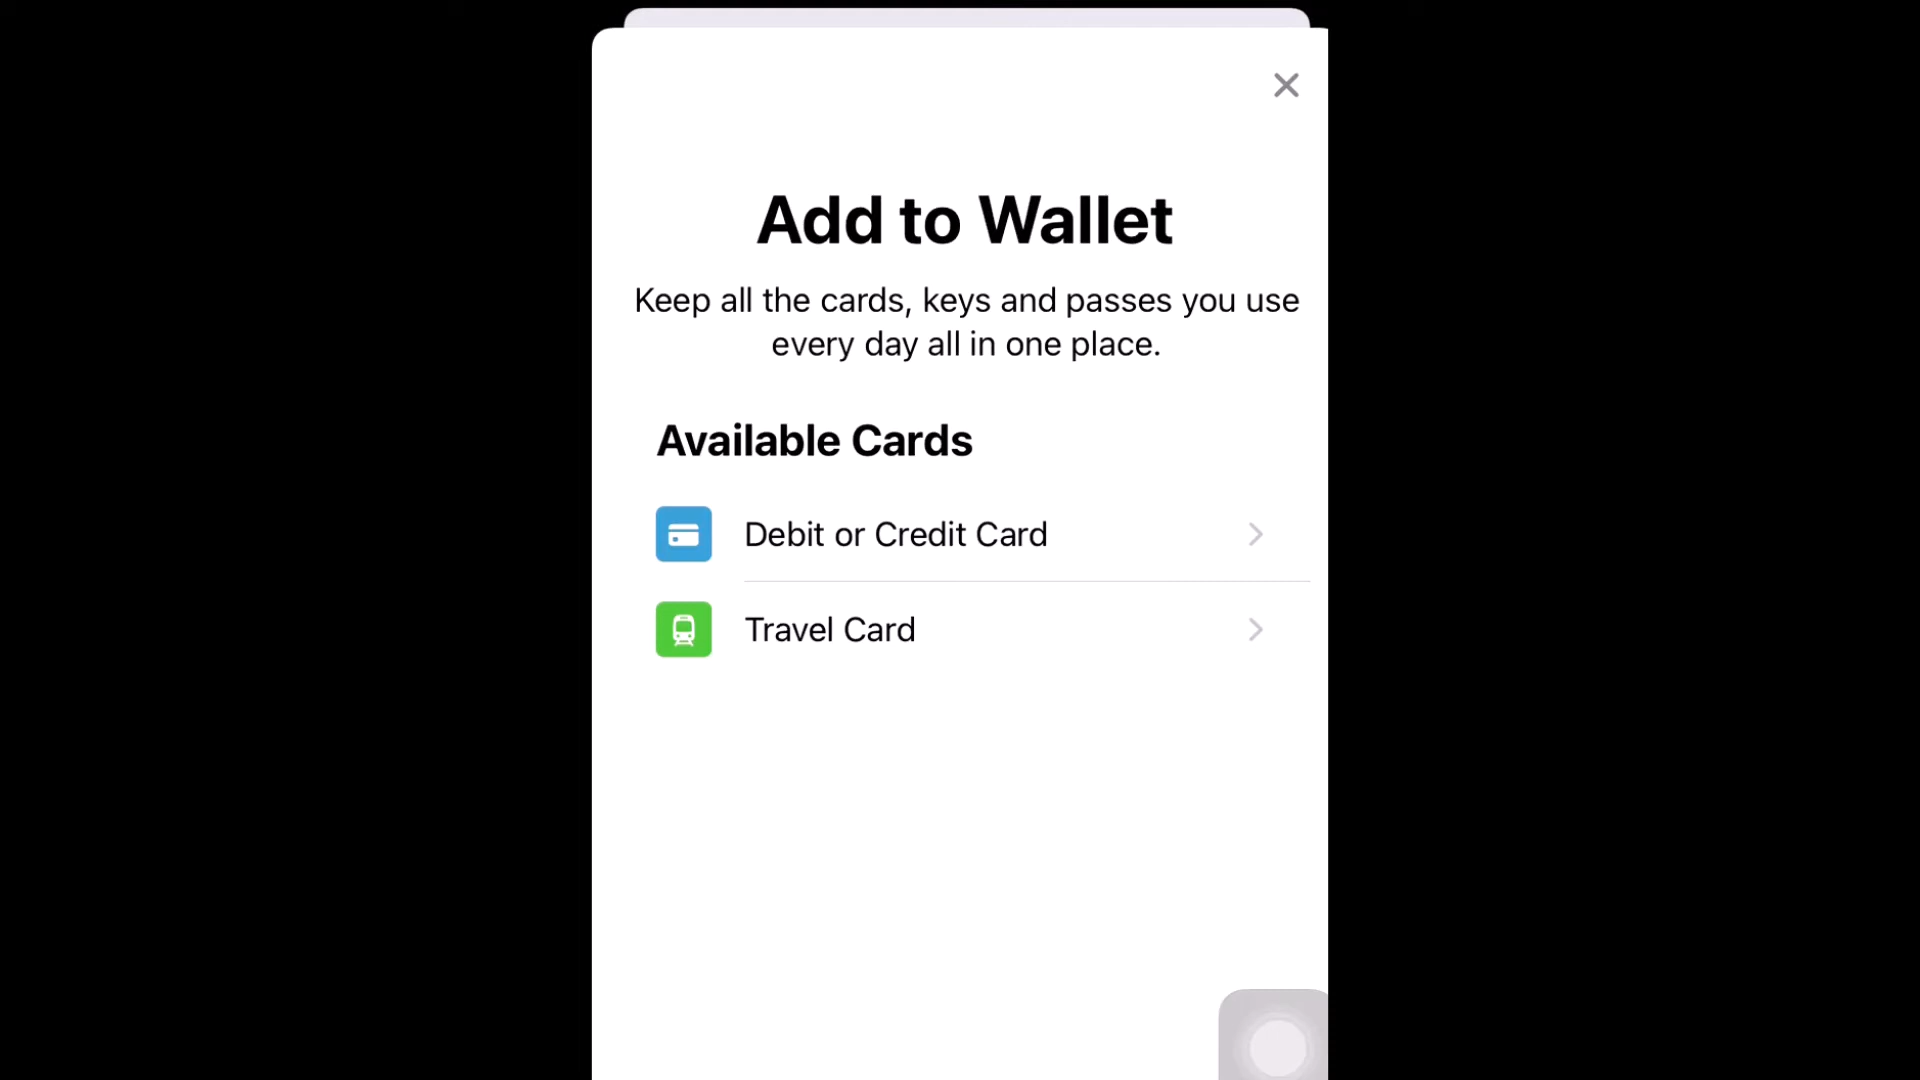 Add to Wallet
Keep all the cards, keys and passes you use
every day all in one place.
Available Cards
Debit or Credit Card
Travel Card